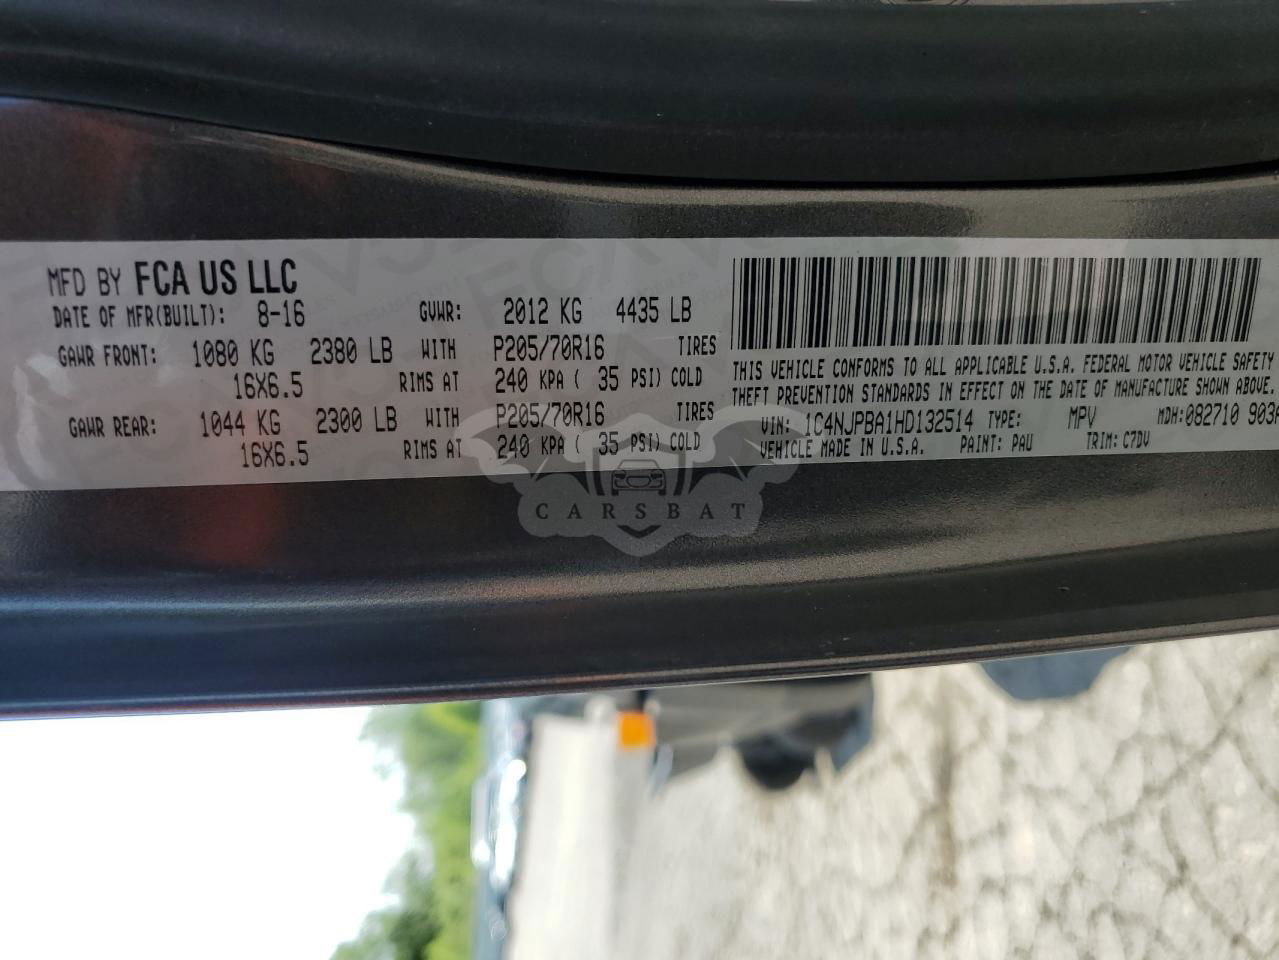 MFD BY FCA US LLC
DATE OF MFR(BUILT): 8-16 GVWR: 2012 KG 4435 LB
GAWR FRONT: 1080 KG 2380 LB WITH P205/70R16 TIRES
16X6.5 RIMS AT 240 KPA ( 35 PSI) COLD
GAWR REAR: 1044 KG 2300 LB WITH P205/70R16 TIRES
16X6.5 RIMS AT 240 KPA ( 35 PSI) COLD
THIS VEHICLE CONFORMS TO ALL APPLICABLE U.S.A. FEDERAL MOTOR VEHICLE SAFETY
THEFT PREVENTION STANDARDS IN EFFECT ON THE DATE OF MANUFACTURE SHOWN ABOVE.
VIN: 1C4NJPBA1HD132514 TYPE: MPV MDH:082710 903
VEHICLE MADE IN U.S.A. PAINT: PAU TRIM: C7DV
CARSBAT